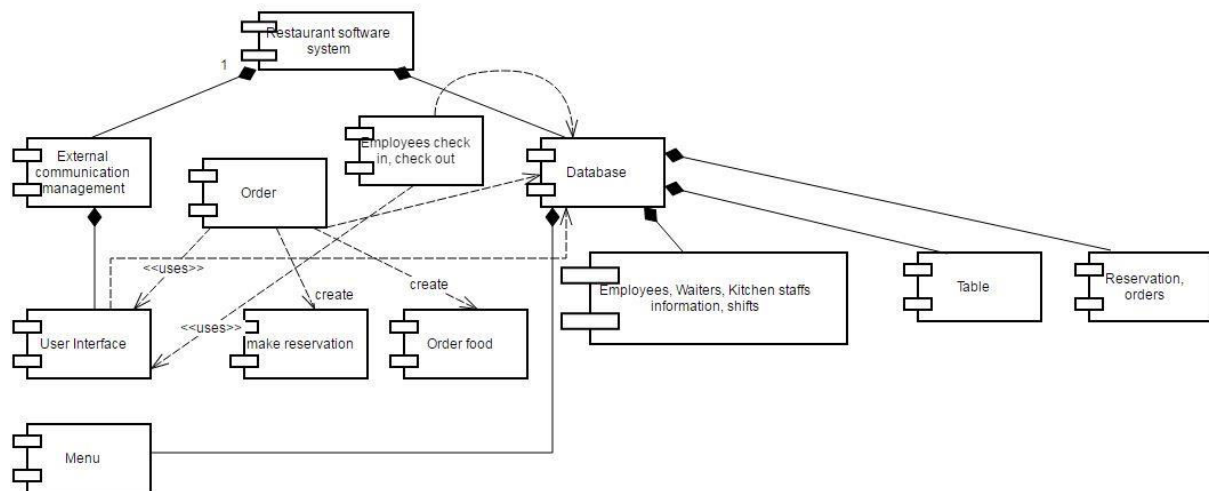 Restaurant software
system
1
External
communication
management
Order
Employees check
in, check out
Database
<<uses>>
create
create
<<uses>>
User Interface
make reservation
Order food
Employees, Waiters, Kitchen staffs
information, shifts
Table
Reservation,
orders
Menu